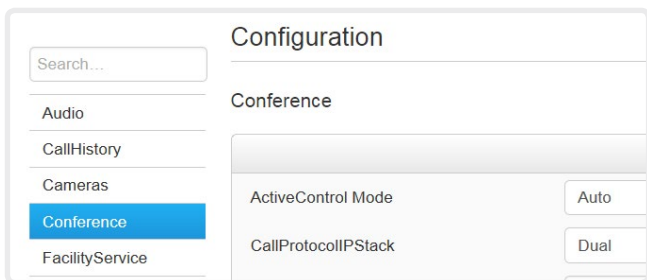 Configuration
Search...
Audio
CallHistory
Cameras
Conference
FacilityService
Conference
ActiveControl Mode
Auto
CallProtocolIPStack
Dual